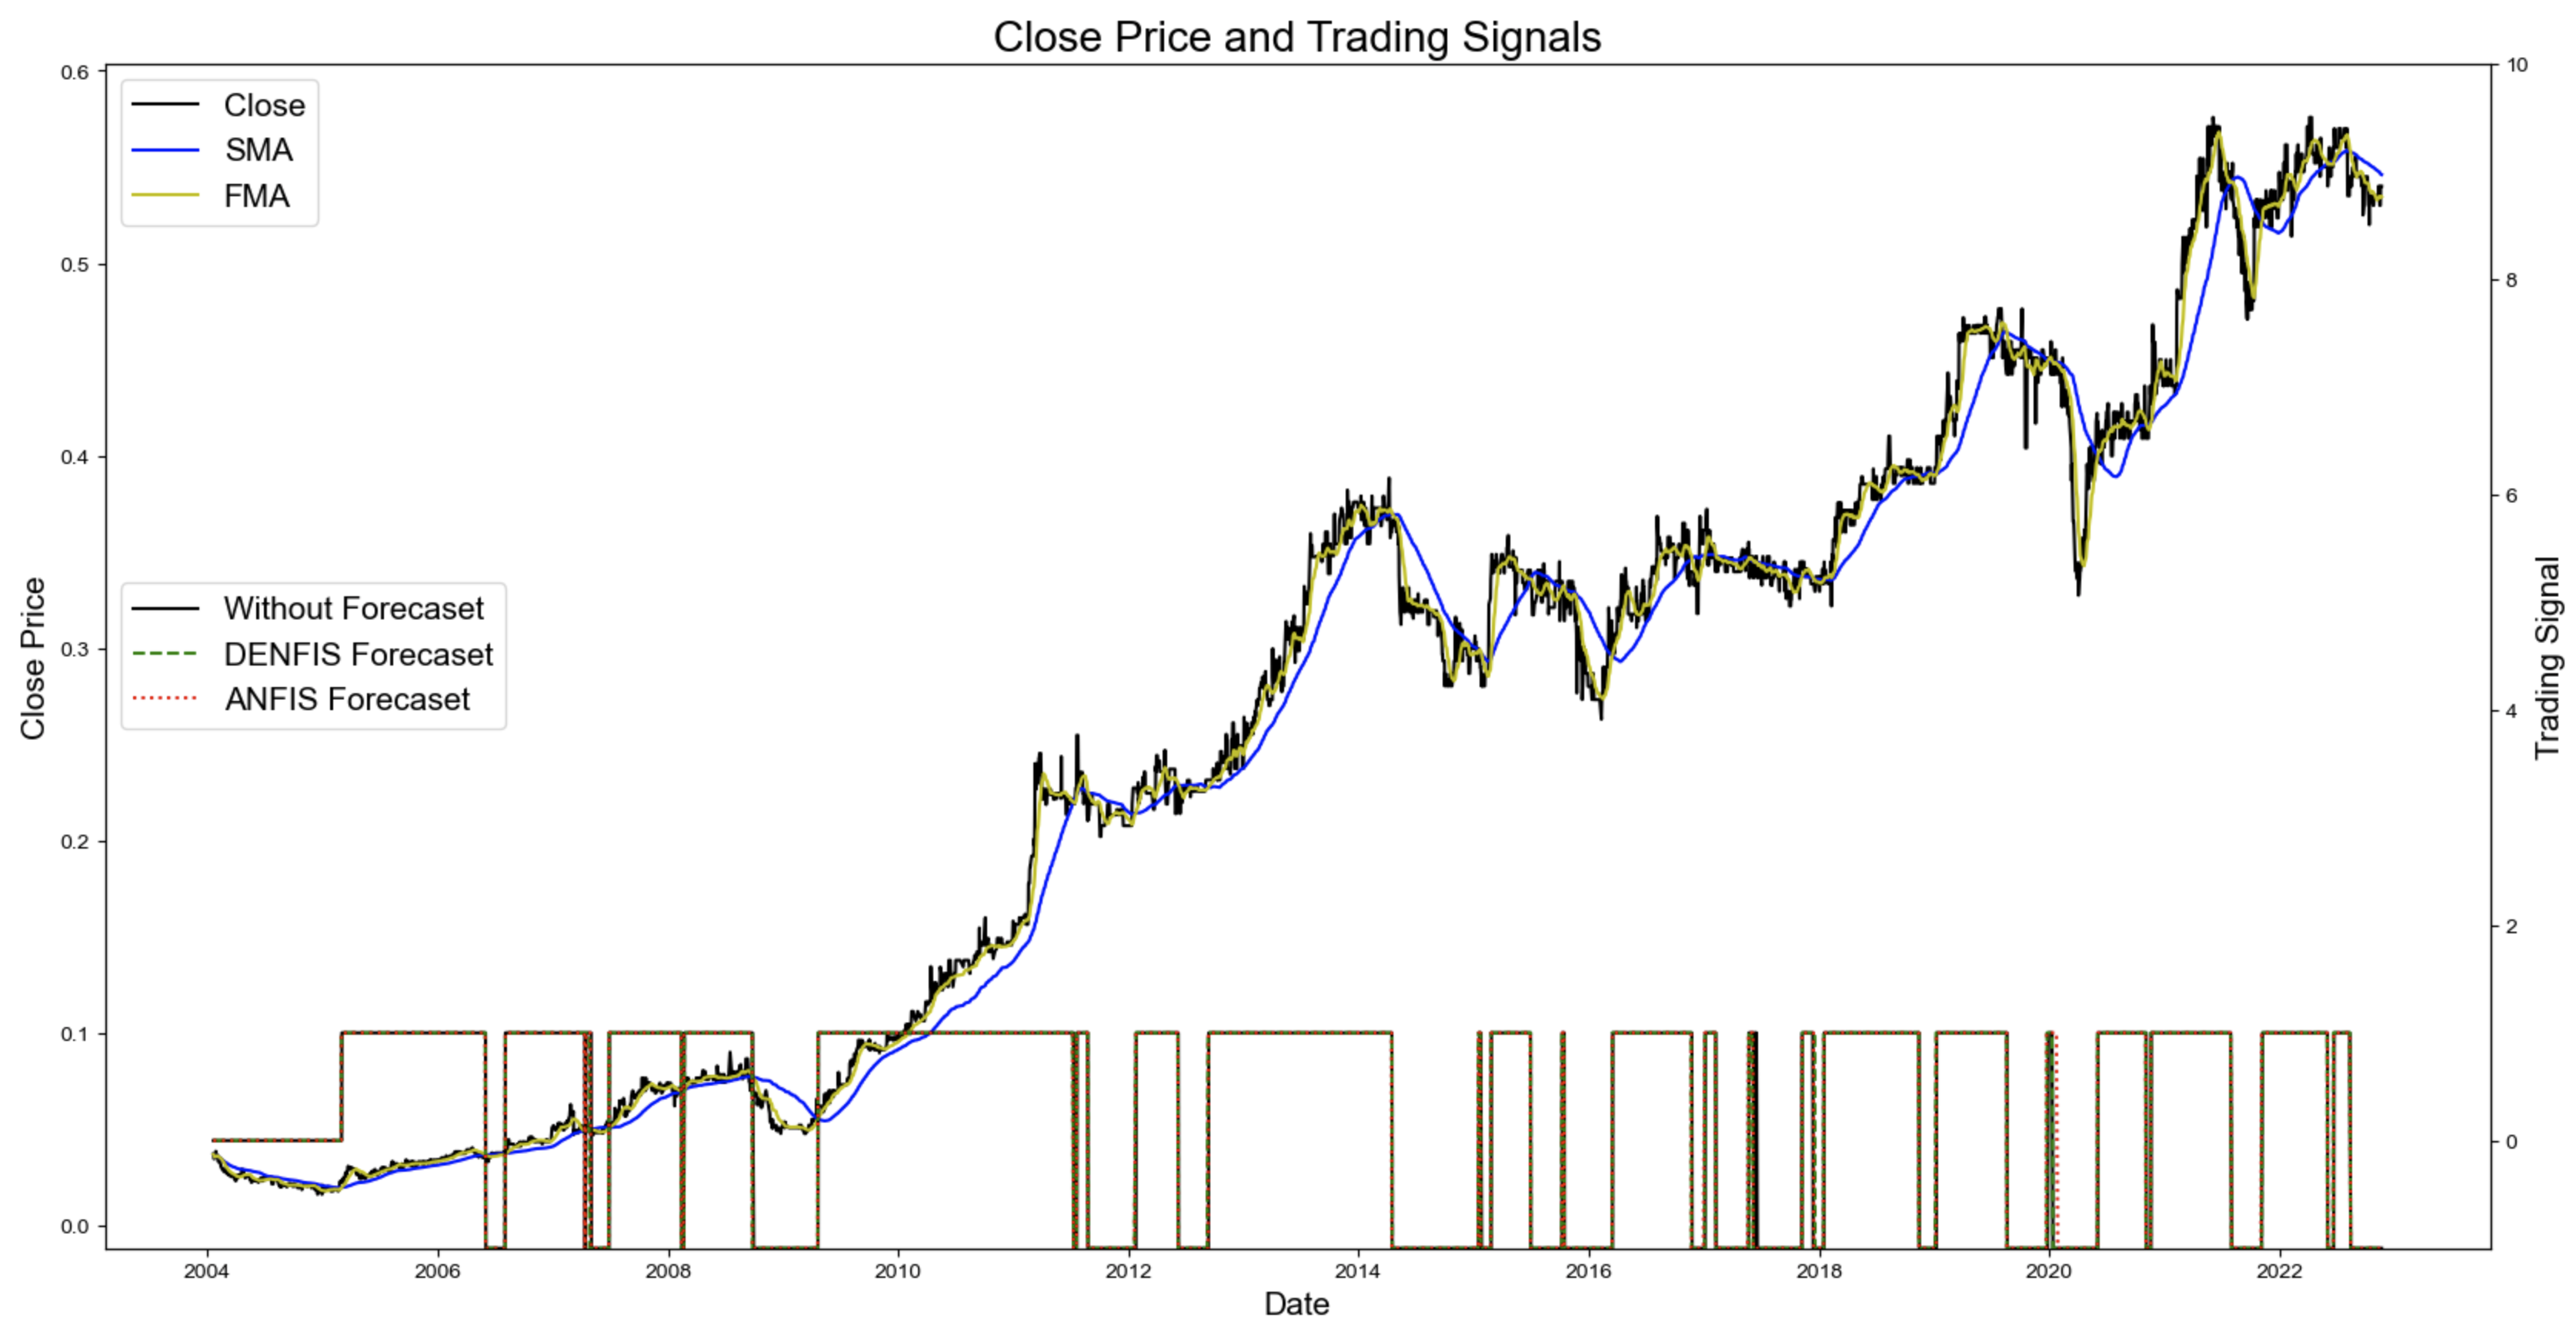 Close Price and Trading Signals
Close
SMA
FMA
Without Forecaset
DENFIS Forecaset
ANFIS Forecaset
Close Price
0.6
0.5
0.4
0.3
0.2
0.1
0.0
10
8
6
4
2
0
Trading Signal
2004 2006 2008 2010 2012 2014 2016 2018 2020 2022
Date